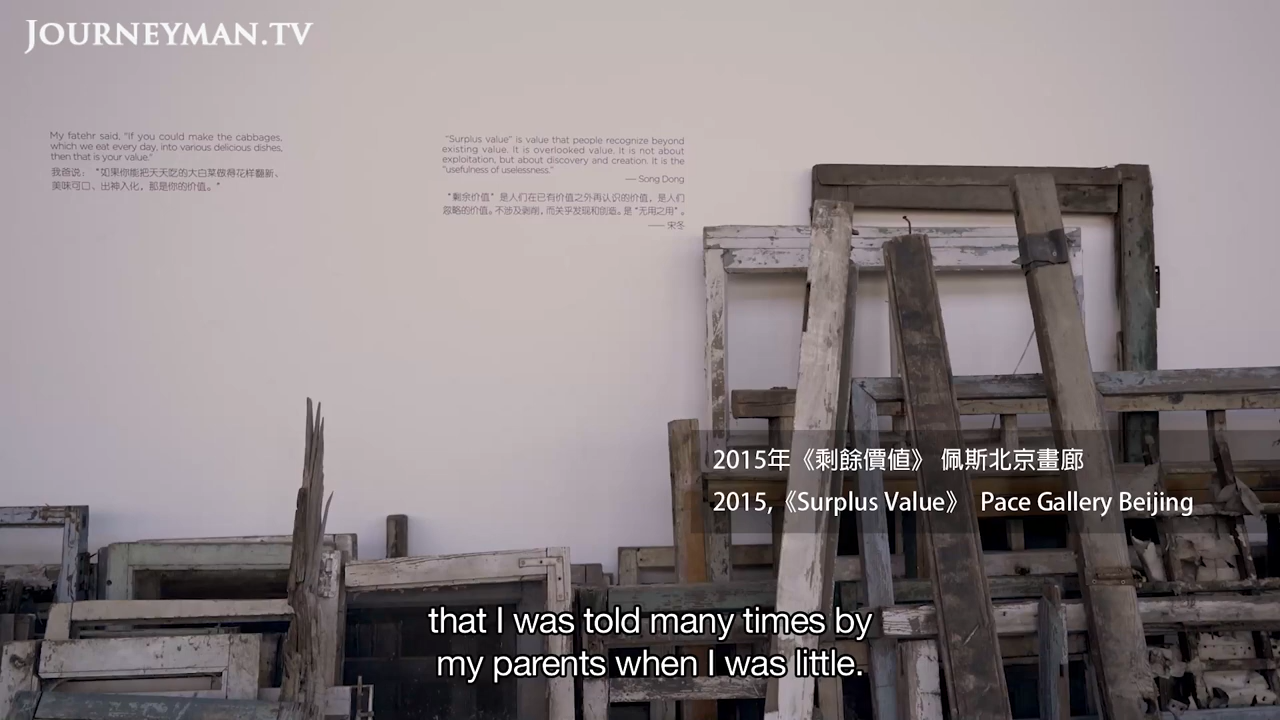 JOURNEYMAN.TV
My fatehr said, "If you could make the cabbages,
which we eat every day, into various delicious dishes,
then that is your value."
我爸说：“如果你能把天天吃的大白菜做得花样翻新、
美味可口、出神入化，那是你的价值。”
"Surplus value" is value that people recognize beyond
existing value. It is overlooked value. It is not about
exploitation, but about discovery and creation. It is the
"usefulness of uselessness."
— Song Dong
“剩余价值”是人们在已有价值之外再认识的价值，是人们
忽略的价值。不涉及剥削，而关乎发现和创造。是“无用之用”。
—— 宋冬
2015年《剩餘價值》 佩斯北京畫廊
2015,《Surplus Value》 Pace Gallery Beijing
that I was told many times by
my parents when I was little.